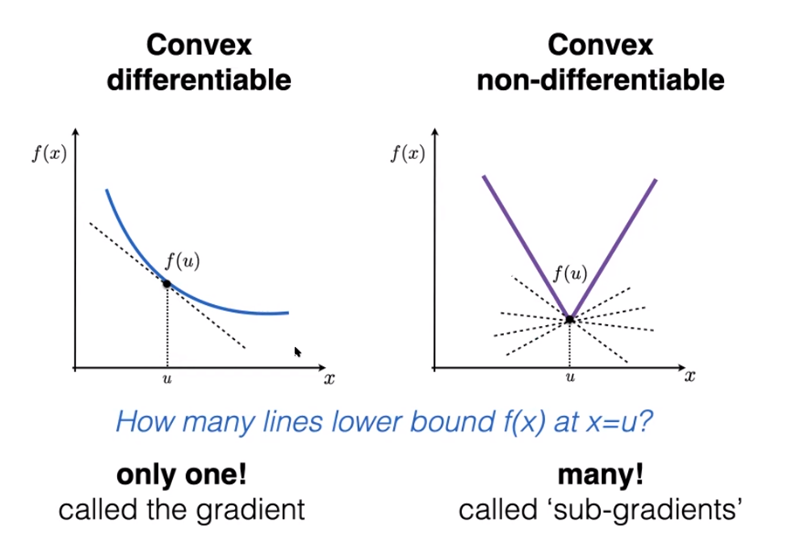 Convex
differentiable
f(x)
f(u)
u
x
Convex
non-differentiable
f(x)
f(u)
u
x
How many lines lower bound f(x) at x=u?
only one!
called the gradient
many!
called ‘sub-gradients’